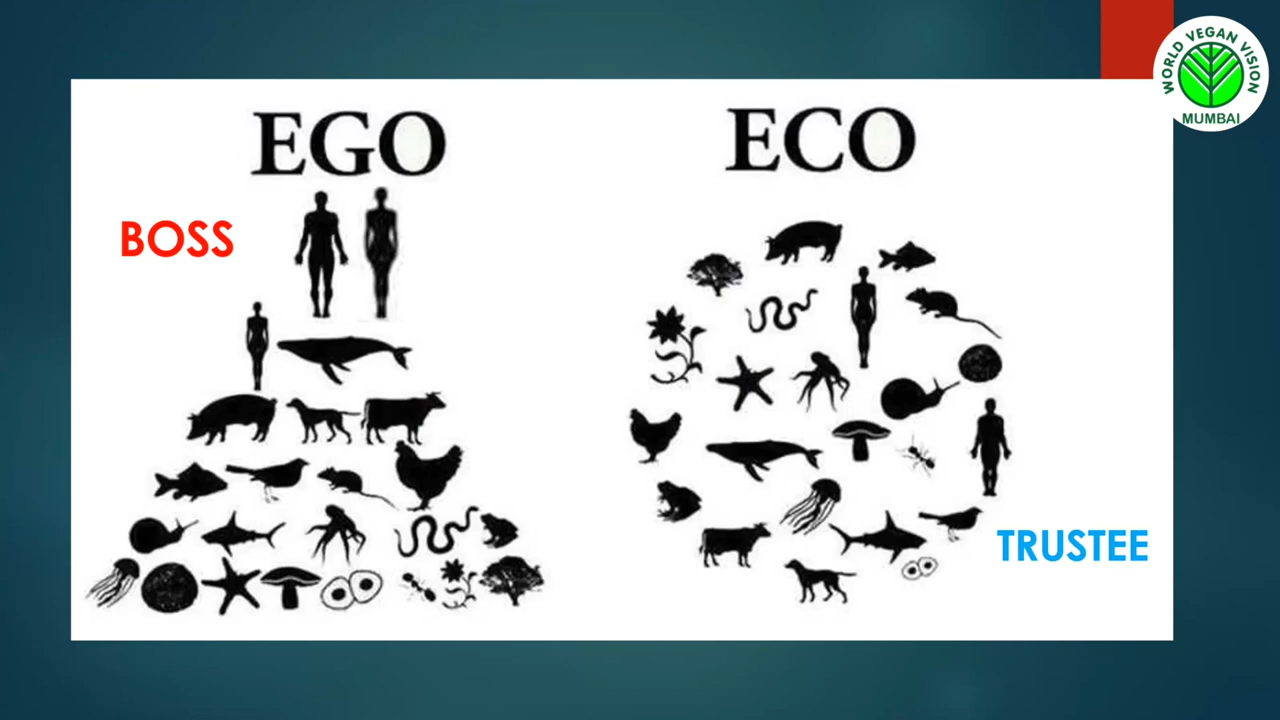 EGO
ECO
BOSS
TRUSTEE
WORLD VEGAN VISION
MUMBAI